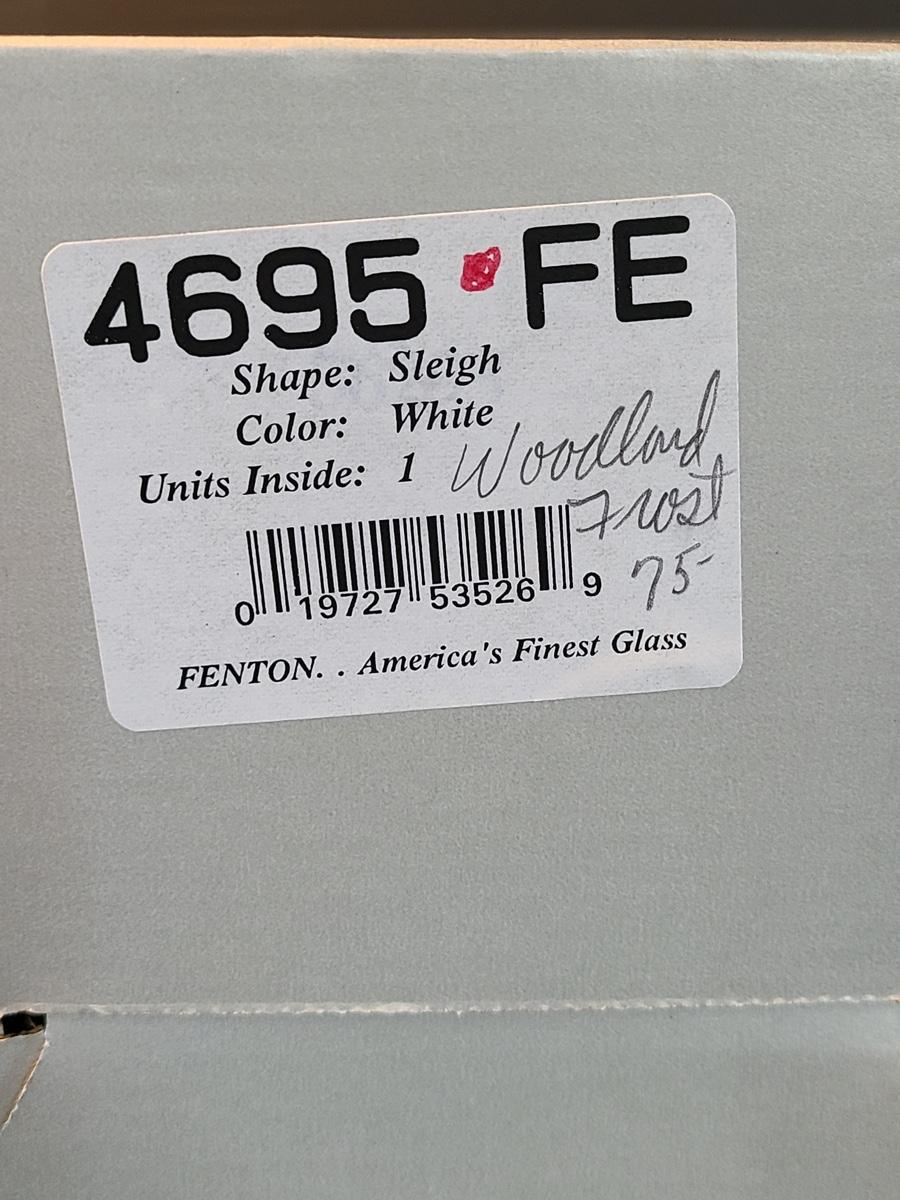 4695 FE
Shape: Sleigh
Color: White
Units Inside: 1
Woodland
Frost
75-
0 19727 53526 9
FENTON. . America's Finest Glass